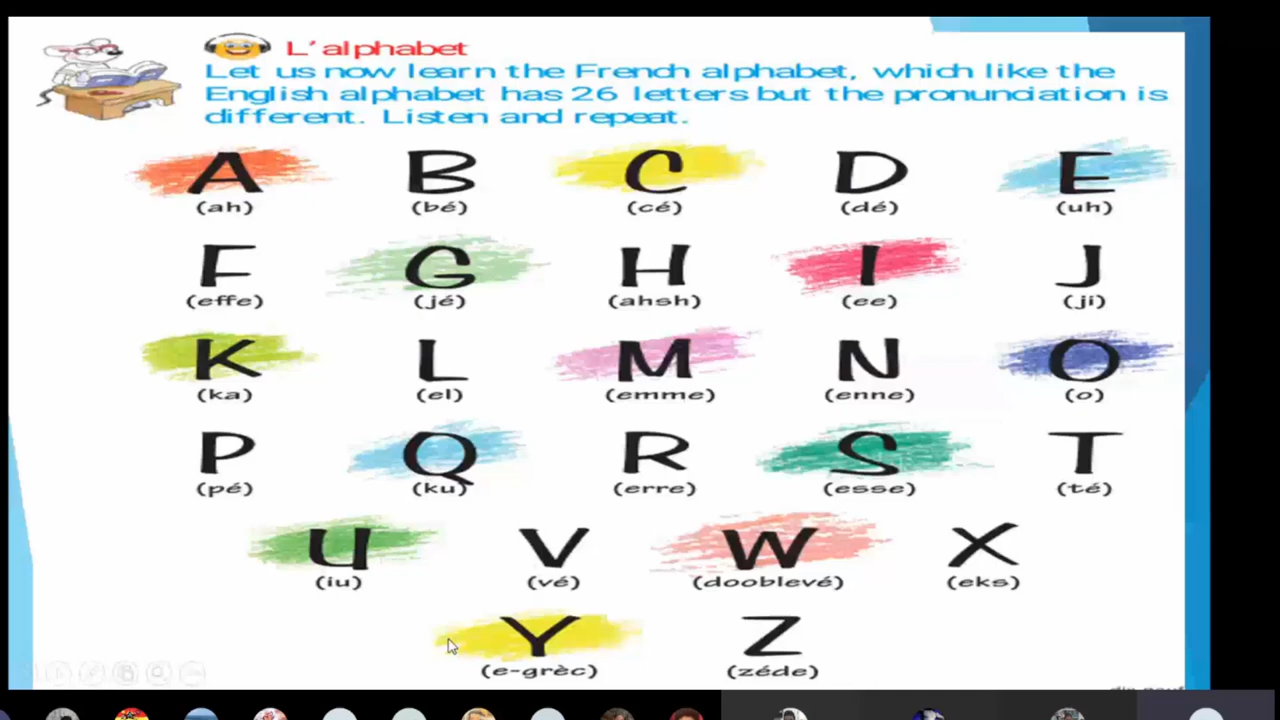 L'alphabet
Let us now learn the French alphabet, which like the
English alphabet has 26 letters but the pronunciation is
different. Listen and repeat.
A B C D E
(ah) (bé) (cé) (dé) (uh)
F G H I J
(effe) (jé) (ahsh) (ee) (ji)
K L M N O
(ka) (el) (emme) (enne) (o)
P Q R S T
(pé) (ku) (erre) (esse) (té)
U V W X
(iu) (vé) (dooblevé) (eks)
Y Z
(e-grèc) (zéde)